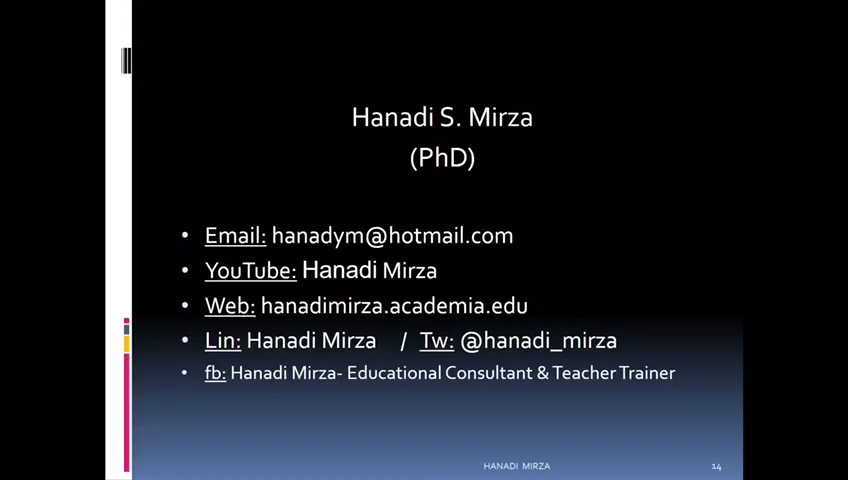 Hanadi S. Mirza
(PhD)
• Email: hanadym@hotmail.com
• YouTube: Hanadi Mirza
• Web: hanadimirza.academia.edu
• Lin: Hanadi Mirza / Tw: @hanadi_mirza
• fb: Hanadi Mirza- Educational Consultant & Teacher Trainer
HANADI MIRZA 14